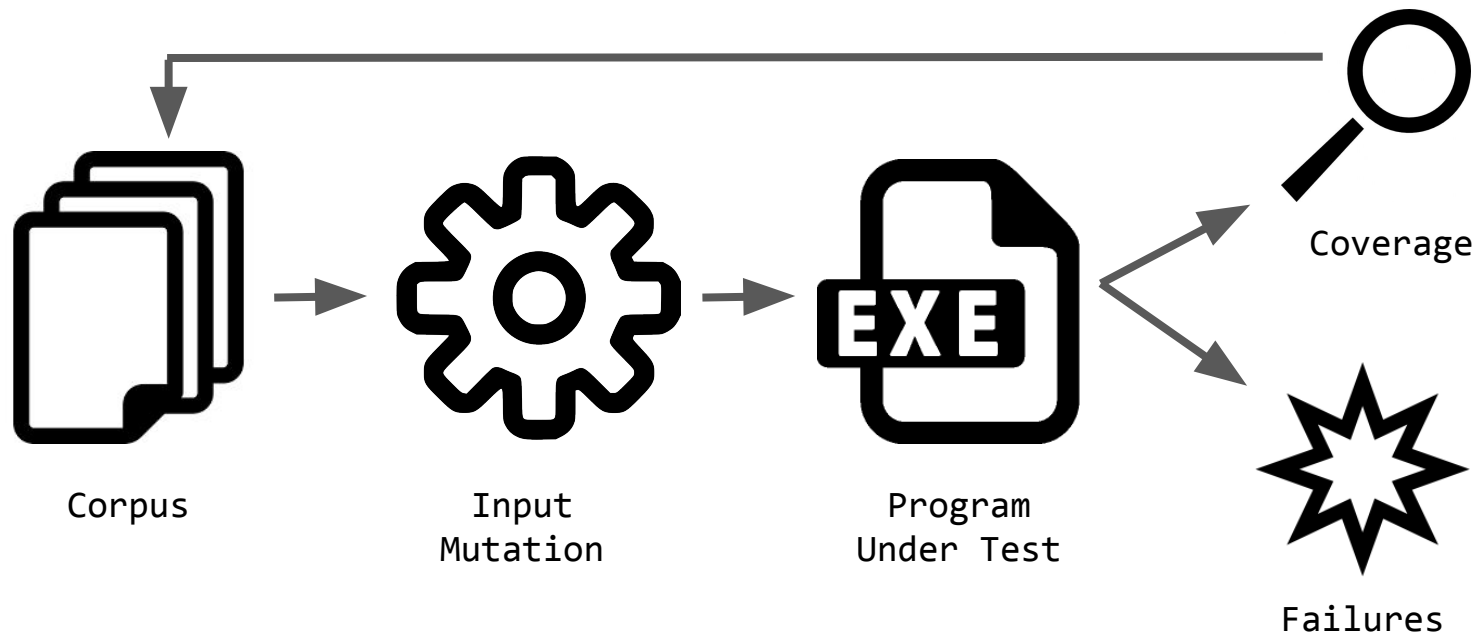 Coverage
EXE
Corpus
Input
Mutation
Program
Under Test
Failures